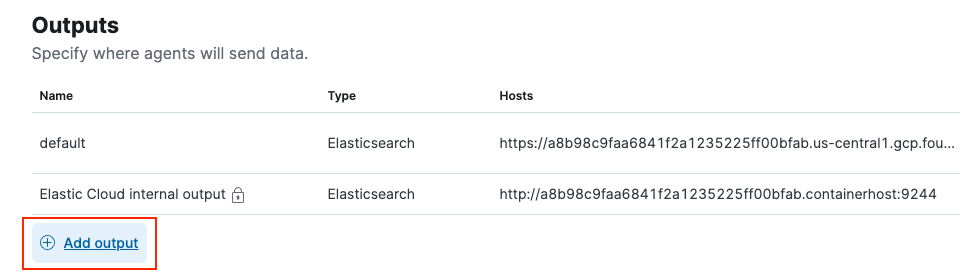 Outputs
Specify where agents will send data.
Name Type Hosts
default Elasticsearch https://a8b98c9faa6841f2a1235225ff00bfab.us-central1.gcp.fou...
Elastic Cloud internal output Elasticsearch http://a8b98c9faa6841f2a1235225ff00bfab.containerhost:9244
Add output